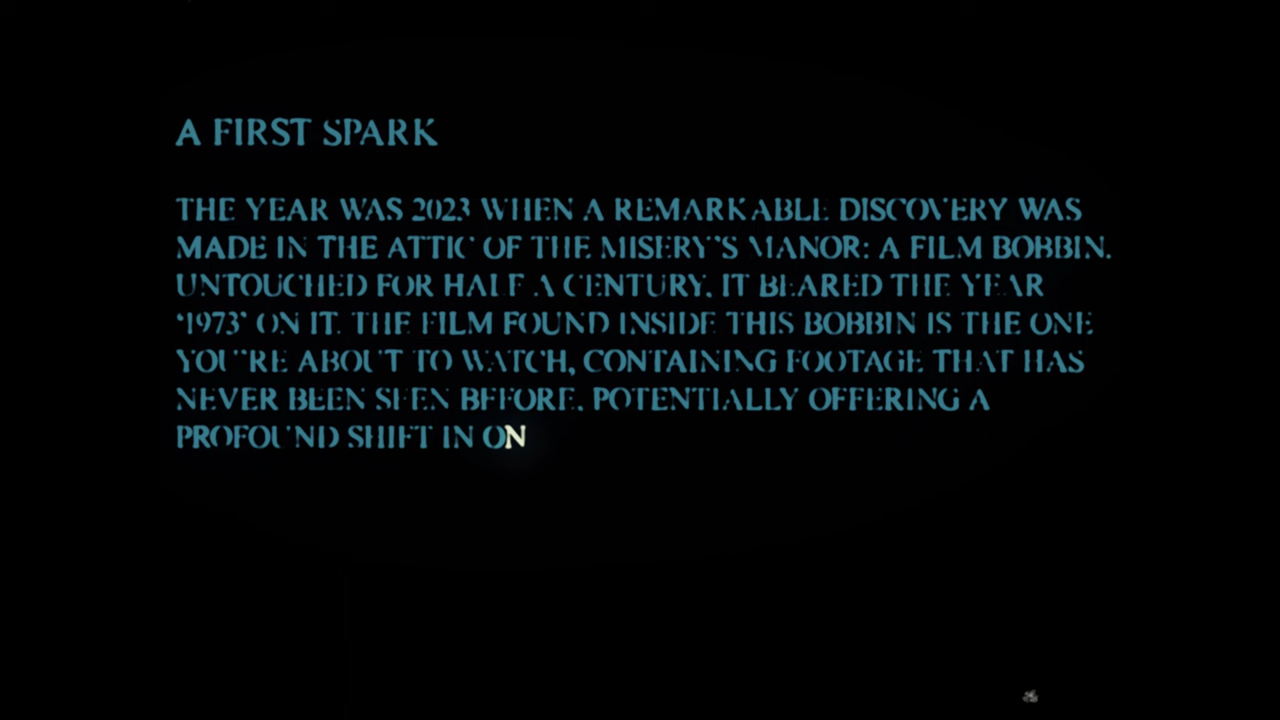 A FIRST SPARK
THE YEAR WAS 2023 WHEN A REMARKABLE DISCOVERY WAS
MADE IN THE ATTIC OF THE MISERY'S MANOR: A FILM BOBBIN.
UNTOUCHED FOR HALF A CENTURY, IT BEARED THE YEAR
'1973' ON IT. THE FILM FOUND INSIDE THIS BOBBIN IS THE ONE
YOU'RE ABOUT TO WATCH, CONTAINING FOOTAGE THAT HAS
NEVER BEEN SEEN BEFORE, POTENTIALLY OFFERING A
PROFOUND SHIFT IN ON